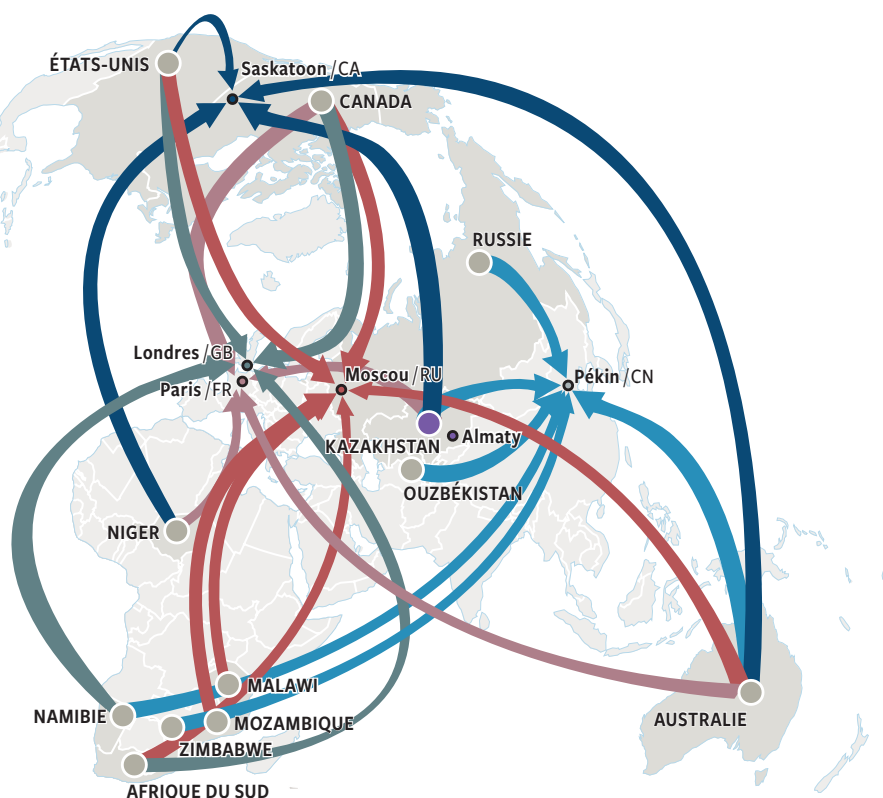 ÉTATS-UNIS
Saskatoon/CA
CANADA
RUSSIE
Londres/GB
Moscou/RU
Pékin/CN
Paris/FR
Almaty
KAZAKHSTAN
OUZBÉKISTAN
NIGER
MALAWI
NAMIBIE
MOZAMBIQUE
AUSTRALIE
ZIMBABWE
AFRIQUE DU SUD